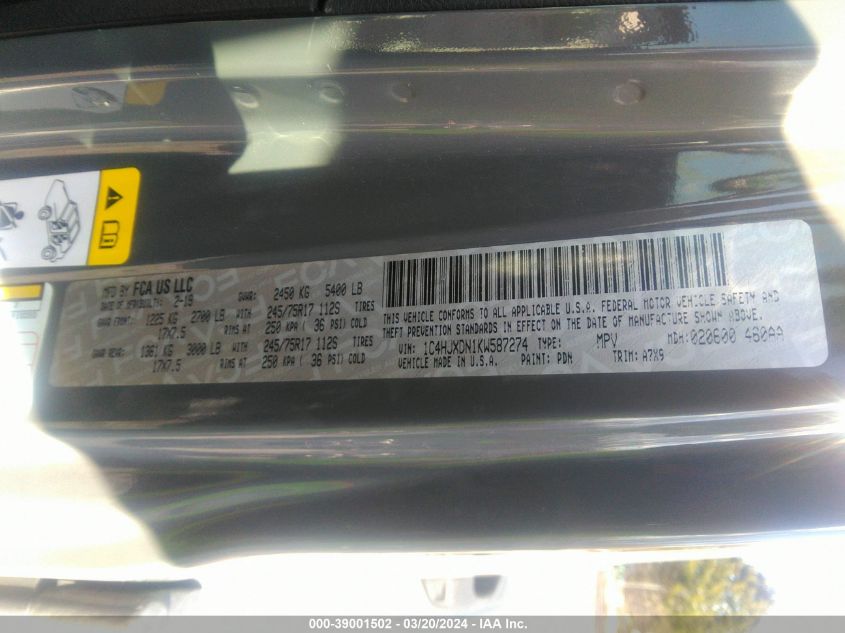 MFD BY FCA US LLC
DATE OF MFR/BUILT: 2-19 GVWR: 2450 KG 5400 LB
GAWR FRONT: 1225 KG 2700 LB WITH 245/75R17 112S TIRES
17X7.5 RIMS AT 250 KPA ( 36 PSI) COLD
GAWR REAR: 1361 KG 3000 LB WITH 245/75R17 112S TIRES
17X7.5 RIMS AT 250 KPA ( 36 PSI) COLD
THIS VEHICLE CONFORMS TO ALL APPLICABLE U.S.A. FEDERAL MOTOR VEHICLE SAFETY AND
THEFT PREVENTION STANDARDS IN EFFECT ON THE DATE OF MANUFACTURE SHOWN ABOVE.
VIN: 1C4HJXDN1KW587274 TYPE: MPV MDH:020600 460AA
VEHICLE MADE IN U.S.A. PAINT: PDN TRIM: A7X9
000-39001502 - 03/20/2024 - IAA Inc.